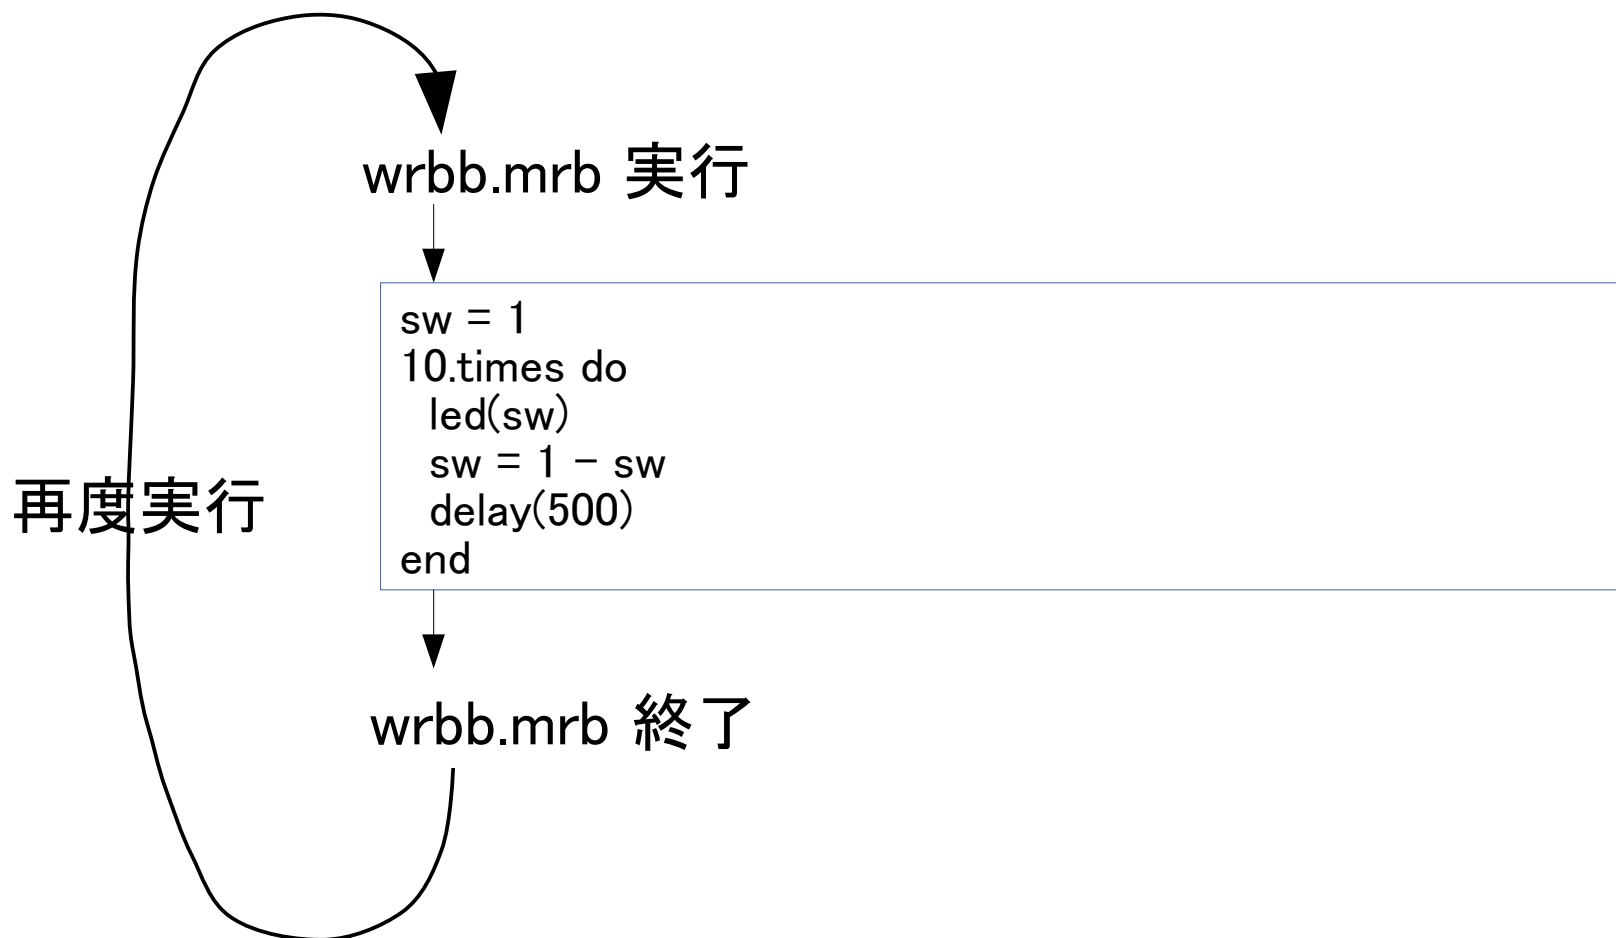 wrbb.mrb 実行
sw = 1
10.times do
  led(sw)
  sw = 1 − sw
  delay(500)
end
再度実行
wrbb.mrb 終了